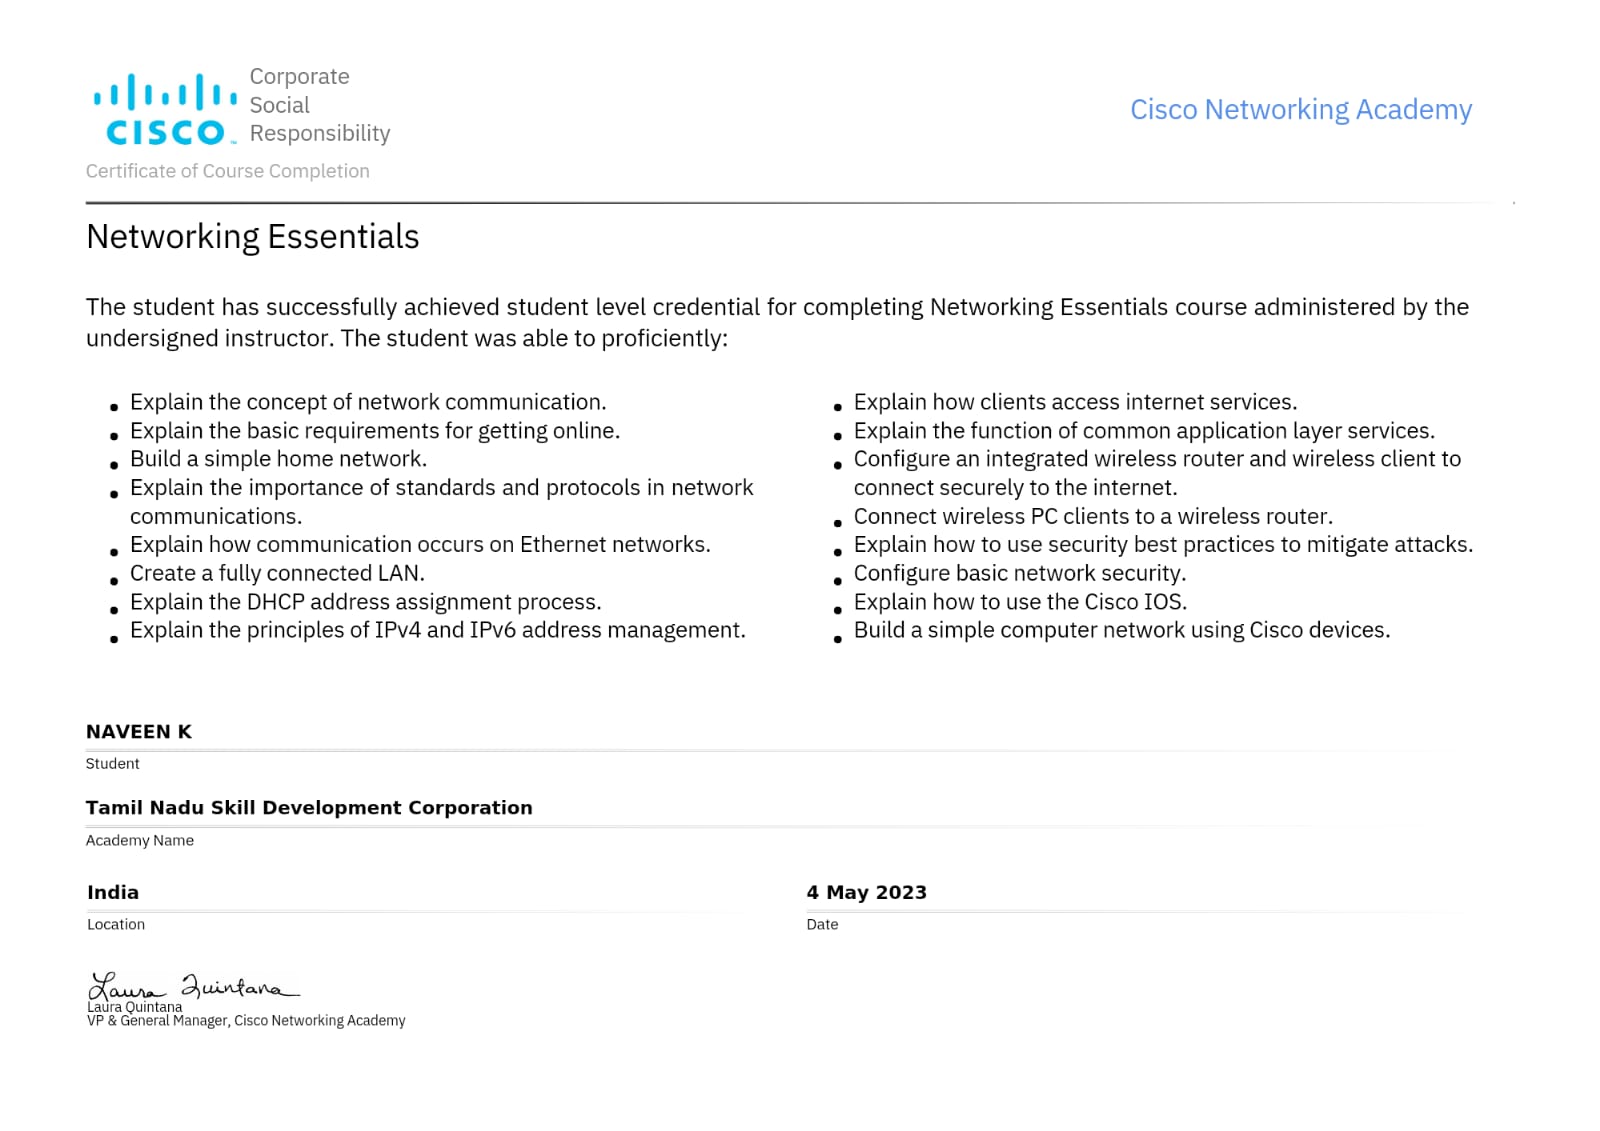 Corporate
Social
Responsibility
CISCO™
Cisco Networking Academy
Certificate of Course Completion
Networking Essentials
The student has successfully achieved student level credential for completing Networking Essentials course administered by the
undersigned instructor. The student was able to proficiently:
• Explain the concept of network communication.
• Explain the basic requirements for getting online.
• Build a simple home network.
• Explain the importance of standards and protocols in network
communications.
• Explain how communication occurs on Ethernet networks.
• Create a fully connected LAN.
• Explain the DHCP address assignment process.
• Explain the principles of IPv4 and IPv6 address management.
• Explain how clients access internet services.
• Explain the function of common application layer services.
• Configure an integrated wireless router and wireless client to
connect securely to the internet.
• Connect wireless PC clients to a wireless router.
• Explain how to use security best practices to mitigate attacks.
• Configure basic network security.
• Explain how to use the Cisco IOS.
• Build a simple computer network using Cisco devices.
NAVEEN K
Student
Tamil Nadu Skill Development Corporation
Academy Name
India
Location
4 May 2023
Date
Laura Quintana
Laura Quintana
VP & General Manager, Cisco Networking Academy